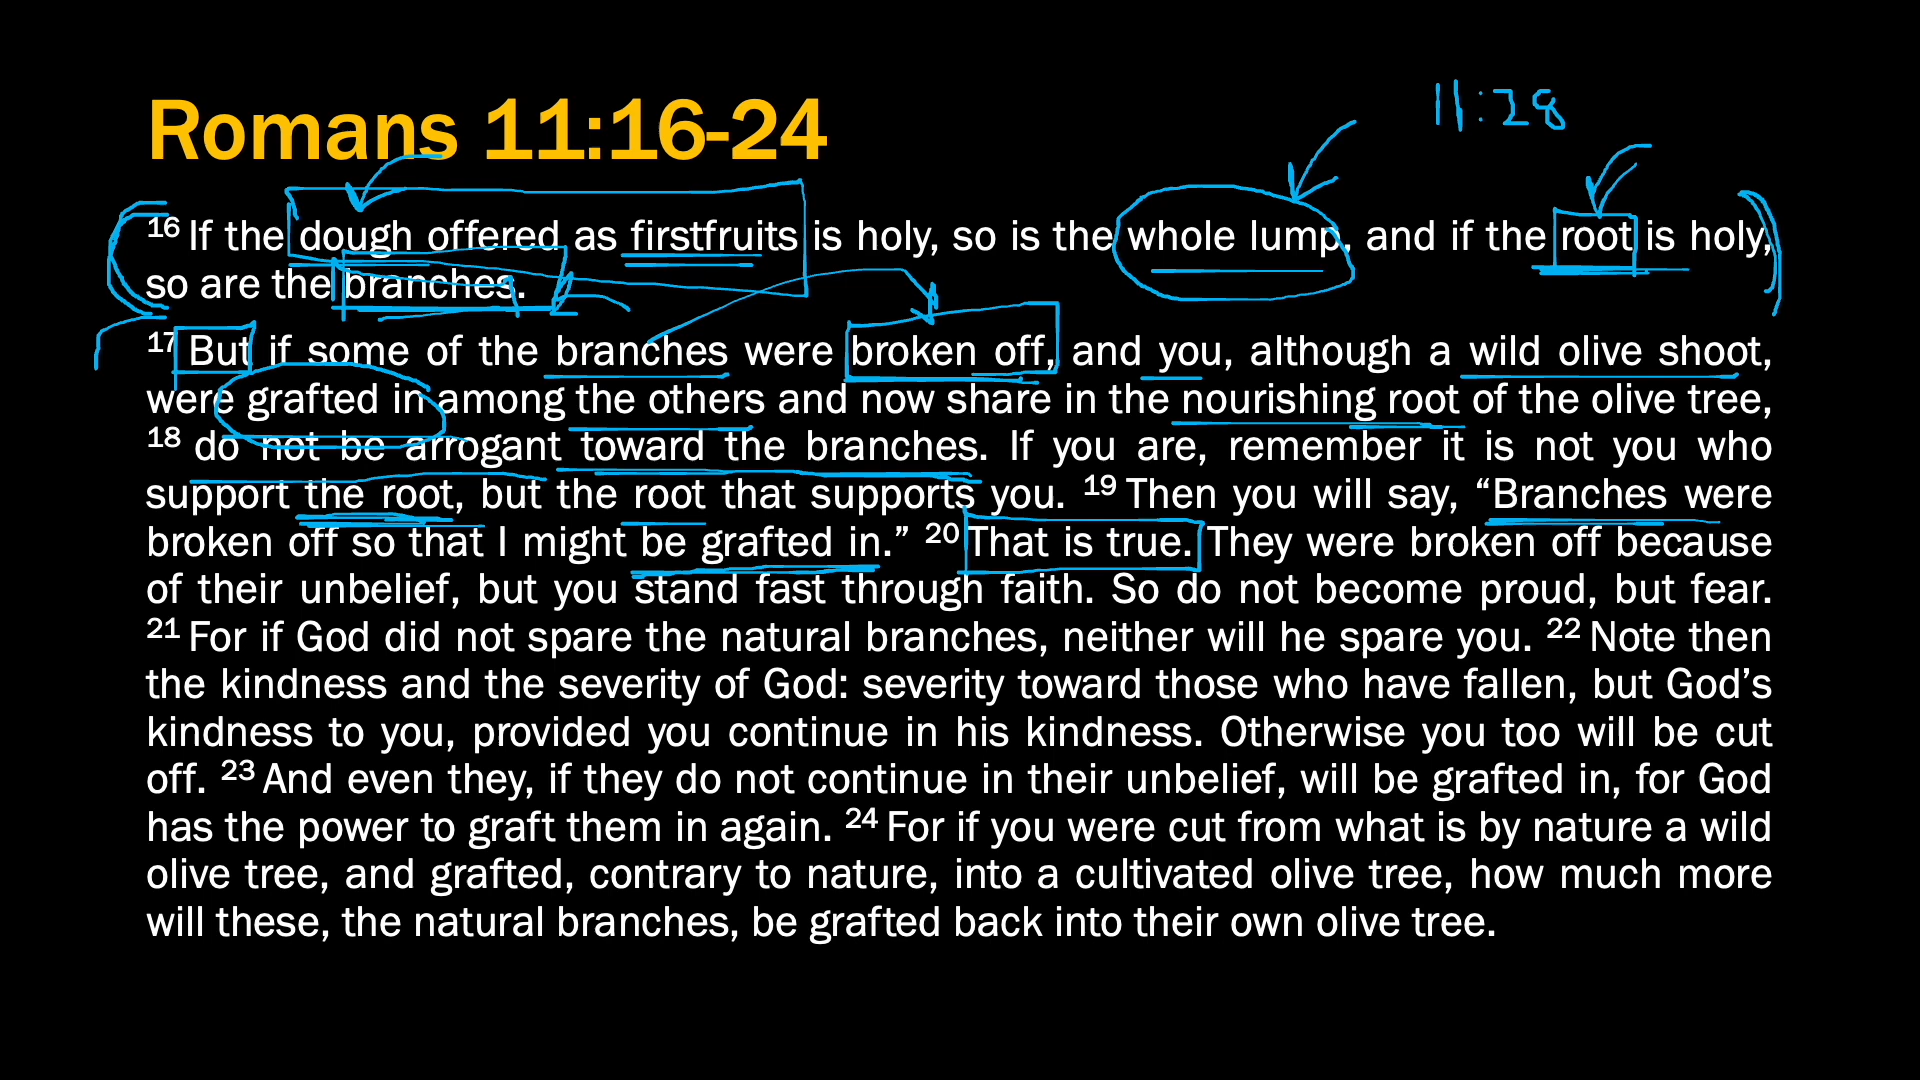 11:28
Romans 11:16-24
16 If the dough offered as firstfruits is holy, so is the whole lump, and if the root is holy,
so are the branches.
17 But if some of the branches were broken off, and you, although a wild olive shoot,
were grafted in among the others and now share in the nourishing root of the olive tree,
18 do not be arrogant toward the branches. If you are, remember it is not you who
support the root, but the root that supports you. 19 Then you will say, “Branches were
broken off so that I might be grafted in.” 20 That is true. They were broken off because
of their unbelief, but you stand fast through faith. So do not become proud, but fear.
21 For if God did not spare the natural branches, neither will he spare you. 22 Note then
the kindness and the severity of God: severity toward those who have fallen, but God’s
kindness to you, provided you continue in his kindness. Otherwise you too will be cut
off. 23 And even they, if they do not continue in their unbelief, will be grafted in, for God
has the power to graft them in again. 24 For if you were cut from what is by nature a wild
olive tree, and grafted, contrary to nature, into a cultivated olive tree, how much more
will these, the natural branches, be grafted back into their own olive tree.